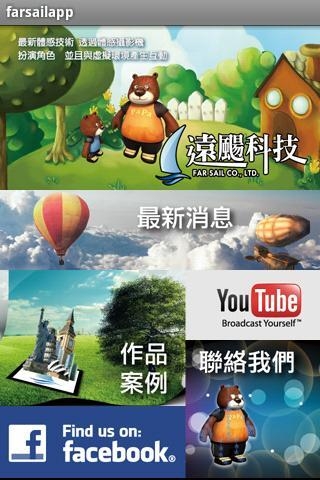 farsailapp
最新體感技術 透過體感攝影機
扮演角色 並且與虛擬環境產生互動
PAPA
遠颺科技
FAR SAIL CO., LTD.
最新消息
作品
案例
YouTube
Broadcast Yourself™
聯絡我們
Find us on:
facebook®